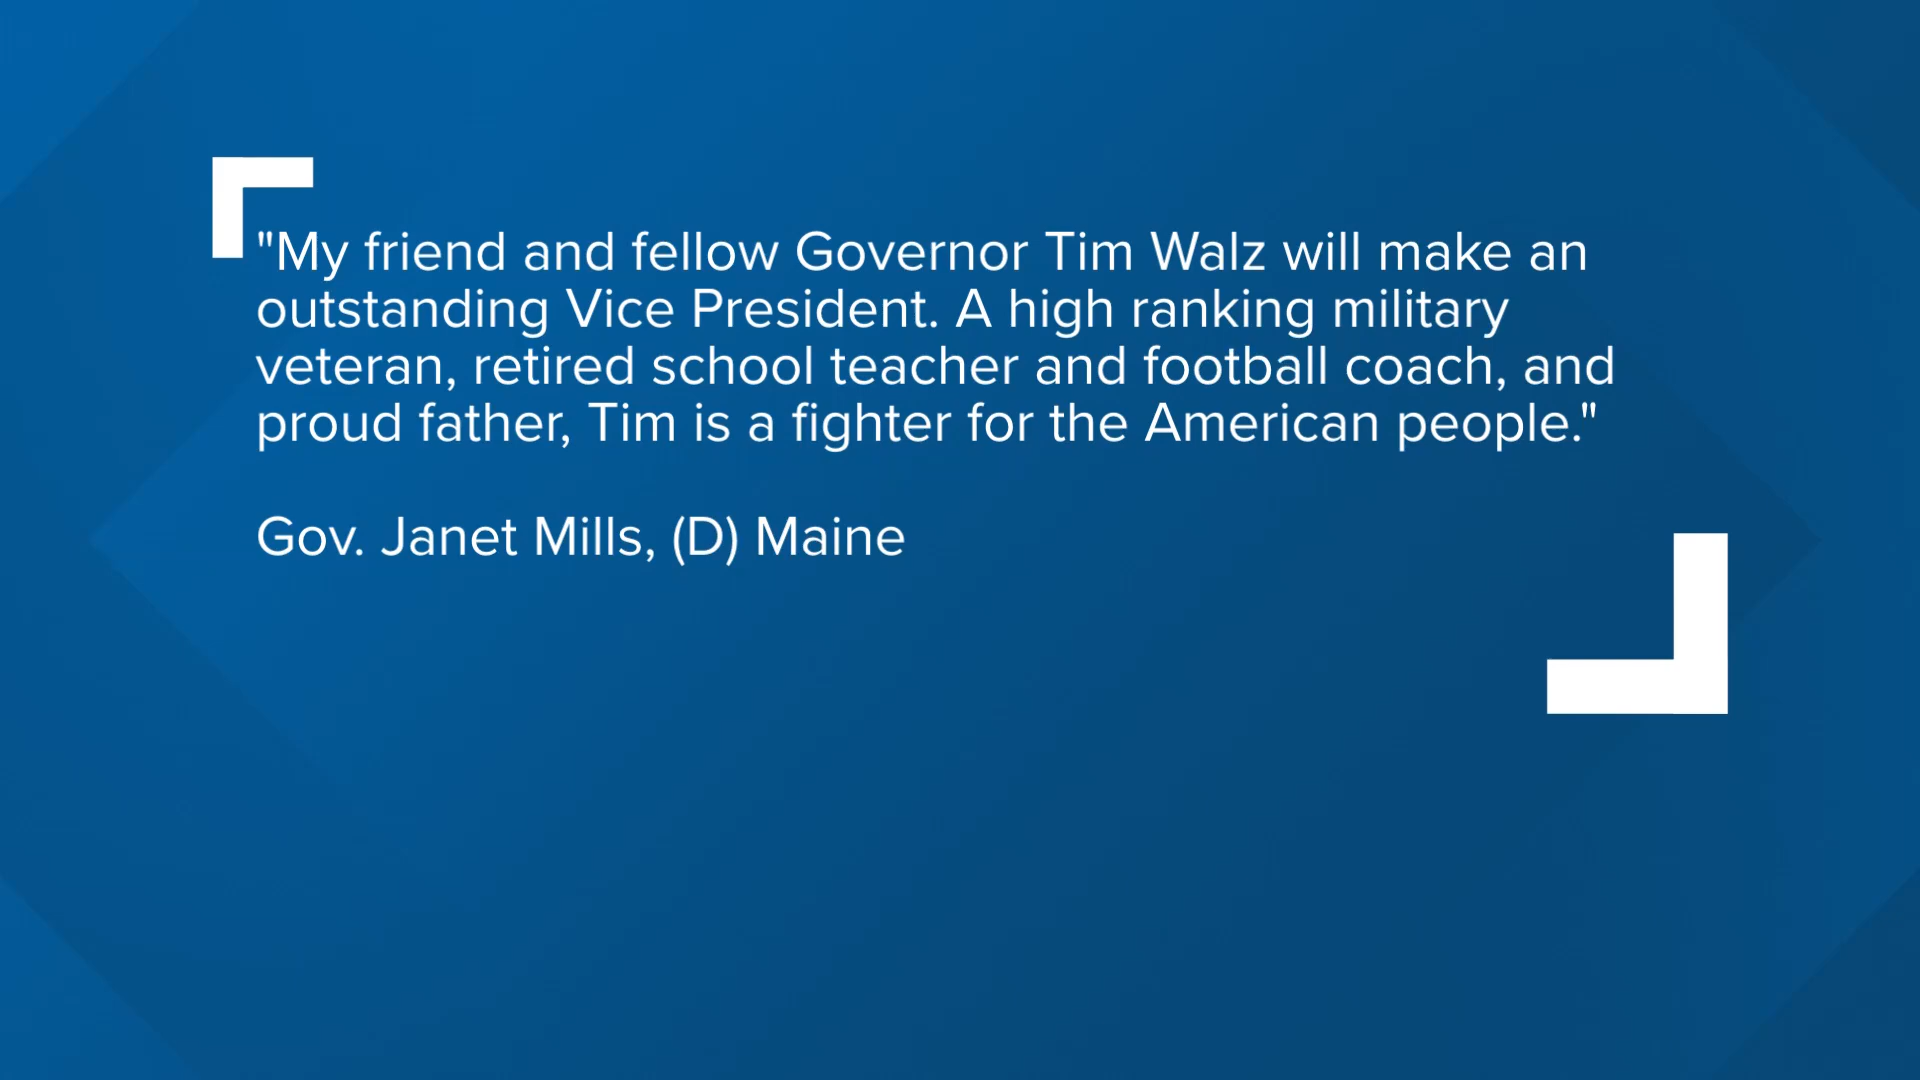 "My friend and fellow Governor Tim Walz will make an
outstanding Vice President. A high ranking military
veteran, retired school teacher and football coach, and
proud father, Tim is a fighter for the American people."
Gov. Janet Mills, (D) Maine